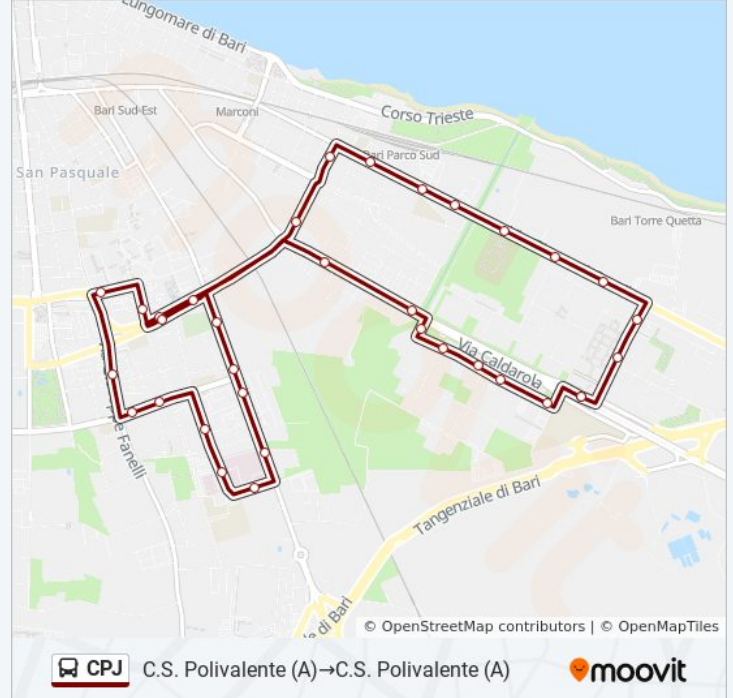 Lungomare di Bari
Bari Sud-Est
Marconi
Corso Trieste
Bari Parco Sud
San Pasquale
Bari Torre Quetta
Via Caldarola
Fanelli
Tangenziale di Bari
le di Bari
© OpenStreetMap contributors | © OpenMapTiles
CPJ C.S. Polivalente (A)→C.S. Polivalente (A)
moovit